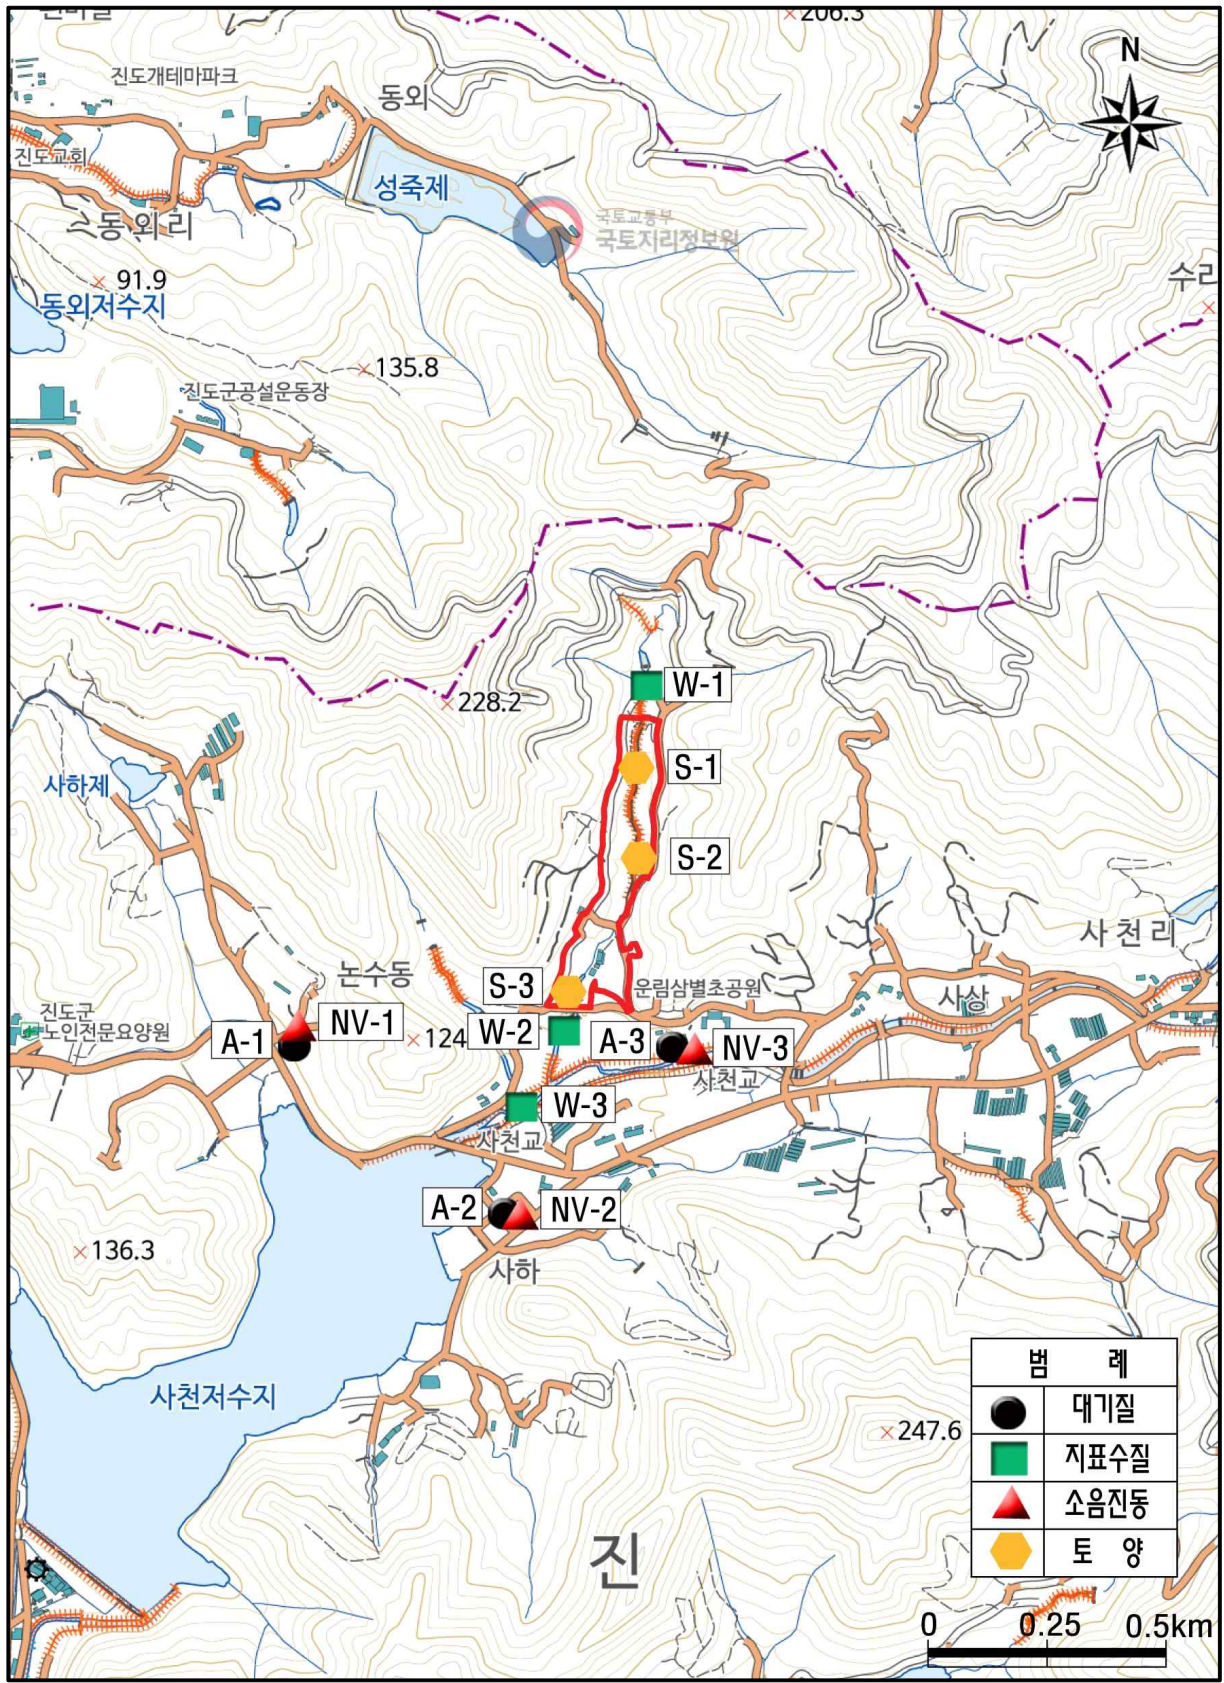 206.3
N
진도개테마파크
동외
진도교회
성죽제
국토교통부
국토지리정보원
동외리
91.9
수리
동외저수지
135.8
진도군공설운동장
W-1
228.2
S-1
사하제
S-2
사천리
논수동
S-3
운림삼별초공원
사상
진도군
노인전문요양원
A-1
NV-1
124
W-2
A-3
NV-3
사천교
W-3
사천교
A-2
NV-2
136.3
사하
사천저수지
범 례
대기질
247.6
지표수질
소음진동
토 양
진
0 0.25 0.5km